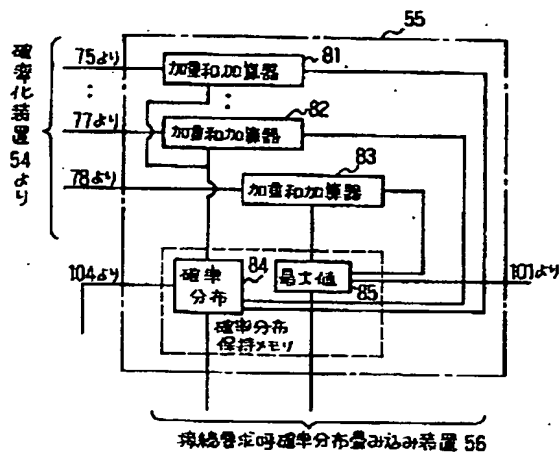 55
確率化装置54より
75より
81
加重和加算器
:
:
77より
82
加重和加算器
78より
83
加重和加算器
104より
確率分布
84
最大値
85
101より
確率分布
保持メモリ
接続要求呼確率分布畳み込み装置56